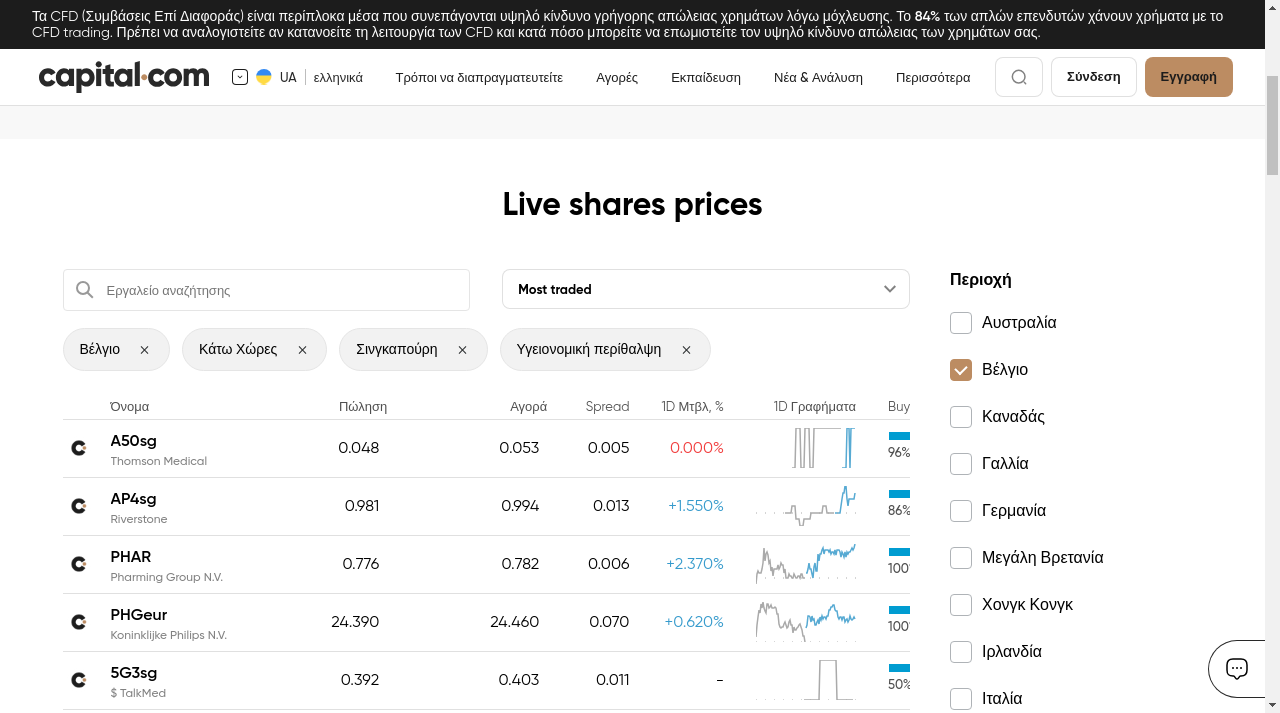 Τα CFD (Συμβάσεις Επί Διαφοράς) είναι περίπλοκα μέσα που συνεπάγονται υψηλό κίνδυνο γρήγορης απώλειας χρημάτων λόγω μόχλευσης. Το 84% των απλών επενδυτών χάνουν χρήματα με το
CFD trading. Πρέπει να αναλογιστείτε αν κατανοείτε τη λειτουργία των CFD και κατά πόσο μπορείτε να επωμιστείτε τον υψηλό κίνδυνο απώλειας των χρημάτων σας.
capital.com UA ελληνικά Τρόποι να διαπραγματευτείτε Αγορές Εκπαίδευση Νέα & Ανάλυση Περισσότερα Σύνδεση Εγγραφή
Live shares prices
Εργαλείο αναζήτησης Most traded
Βέλγιο Κάτω Χώρες Σινγκαπούρη Υγειονομική περίθαλψη
Όνομα Πώληση Αγορά Spread 1D Μτβλ, % 1D Γραφήματα Buy
A50sg 0.048 0.053 0.005 0.000% 96%
Thomson Medical
AP4sg 0.981 0.994 0.013 +1.550% 86%
Riverstone
PHAR 0.776 0.782 0.006 +2.370% 100
Pharming Group N.V.
PHGeur 24.390 24.460 0.070 +0.620% 100
Koninklijke Philips N.V.
5G3sg 0.392 0.403 0.011 - 50%
$ TalkMed
Περιοχή
Αυστραλία
Βέλγιο
Καναδάς
Γαλλία
Γερμανία
Μεγάλη Βρετανία
Χονγκ Κονγκ
Ιρλανδία
Ιταλία